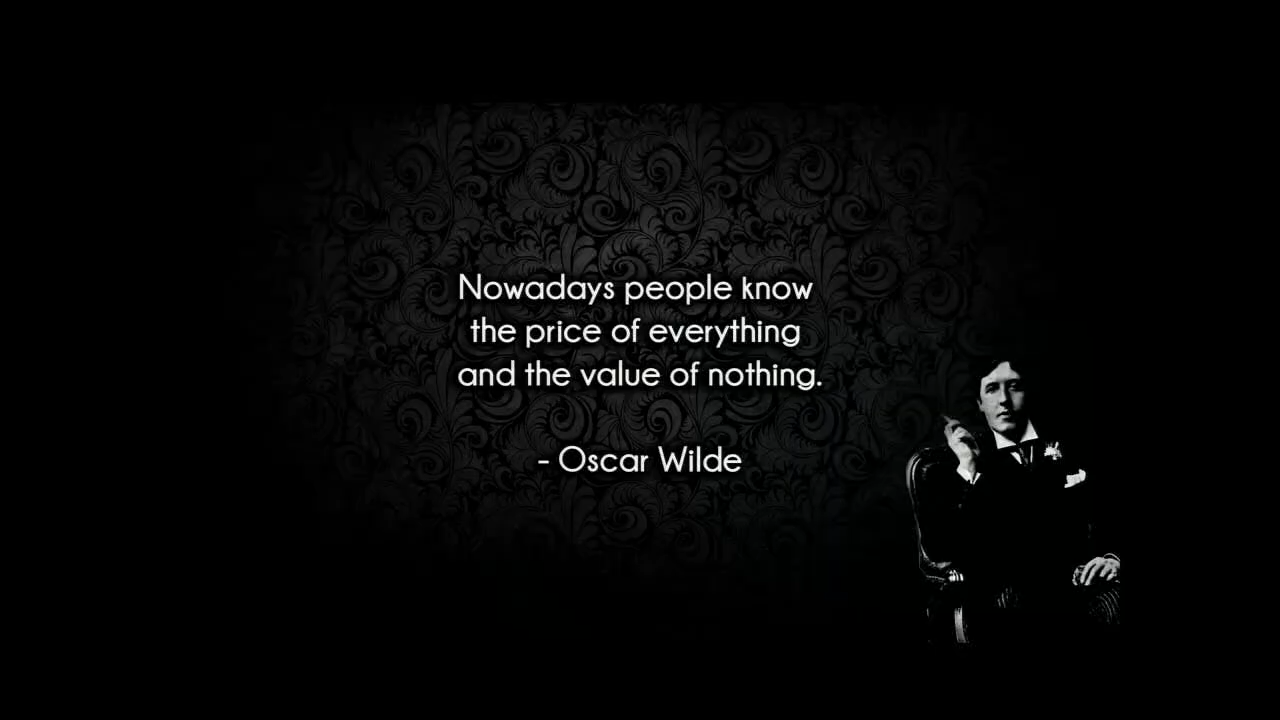 Nowadays people know
the price of everything
and the value of nothing.
- Oscar Wilde